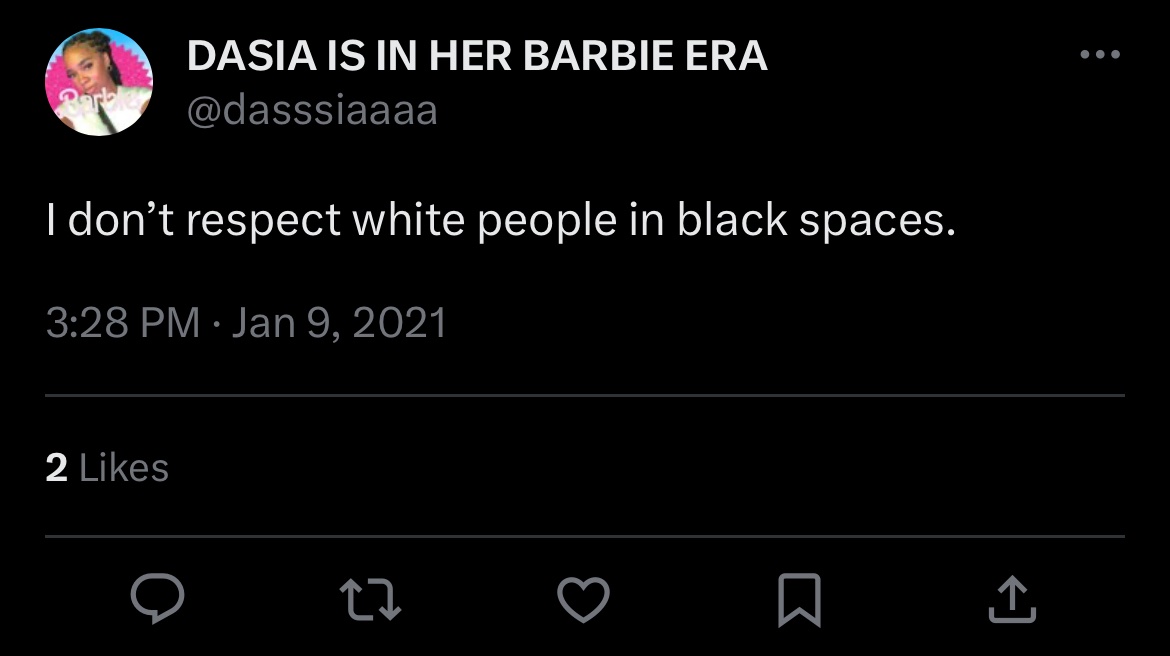 DASIA IS IN HER BARBIE ERA
@dasssiaaaa
I don’t respect white people in black spaces.
3:28 PM · Jan 9, 2021
2 Likes